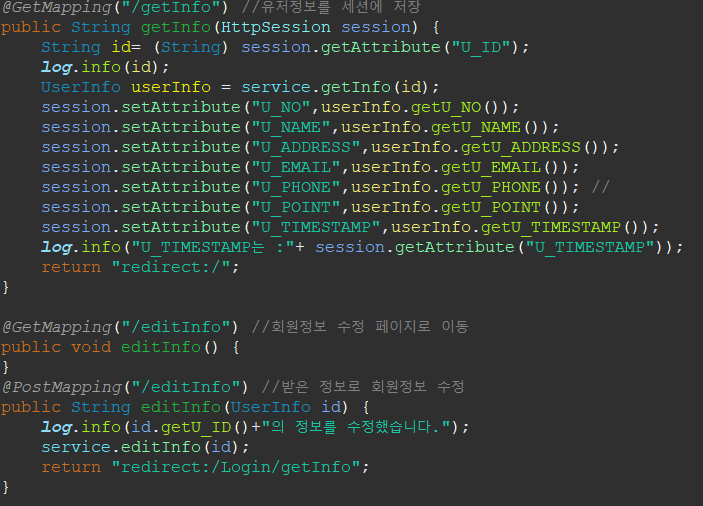 @GetMapping("/getInfo") //유저정보를 세션에 저장
public String getInfo(HttpSession session) {
    String id= (String) session.getAttribute("U_ID");
    log.info(id);
    UserInfo userInfo = service.getInfo(id);
    session.setAttribute("U_NO",userInfo.getU_NO());
    session.setAttribute("U_NAME",userInfo.getU_NAME());
    session.setAttribute("U_ADDRESS",userInfo.getU_ADDRESS());
    session.setAttribute("U_EMAIL",userInfo.getU_EMAIL());
    session.setAttribute("U_PHONE",userInfo.getU_PHONE()); //
    session.setAttribute("U_POINT",userInfo.getU_POINT());
    session.setAttribute("U_TIMESTAMP",userInfo.getU_TIMESTAMP());
    log.info("U_TIMESTAMP는 :"+ session.getAttribute("U_TIMESTAMP"));
    return "redirect:/";
}

@GetMapping("/editInfo") //회원정보 수정 페이지로 이동
public void editInfo() {
}
@PostMapping("/editInfo") //받은 정보로 회원정보 수정
public String editInfo(UserInfo id) {
    log.info(id.getU_ID()+"의 정보를 수정했습니다.");
    service.editInfo(id);
    return "redirect:/Login/getInfo";
}